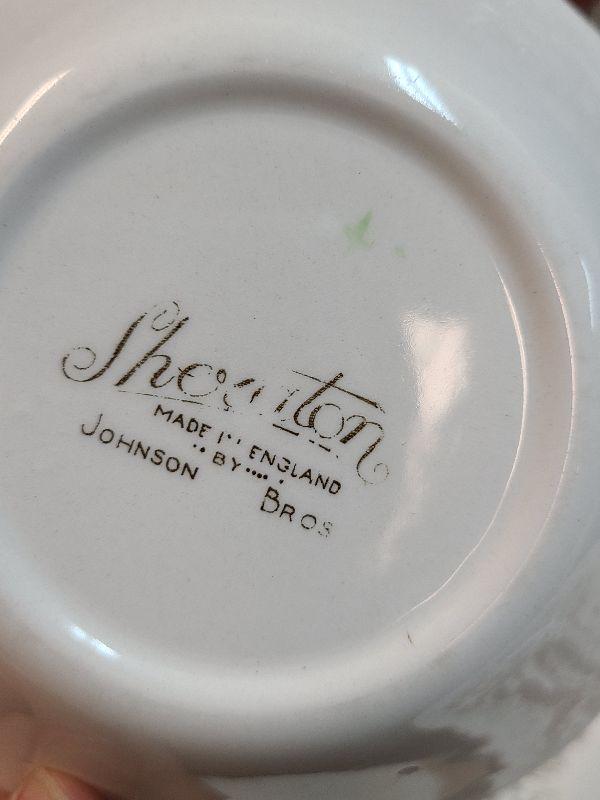 Sheraton
MADE IN ENGLAND
.. BY ....
JOHNSON BROS